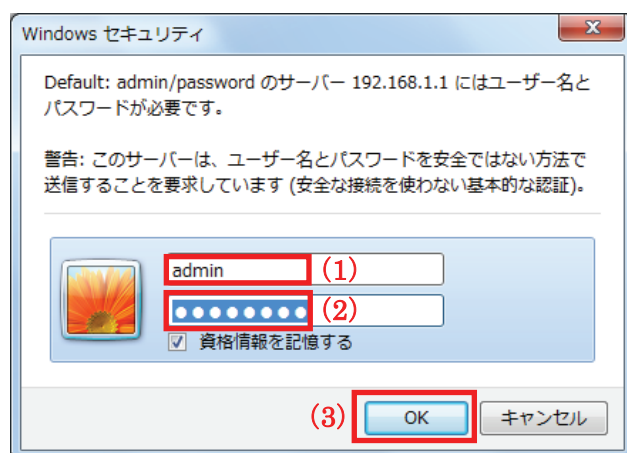 Windows セキュリティ
Default: admin/password のサーバー 192.168.1.1 にはユーザー名と
パスワードが必要です。
警告: このサーバーは、ユーザー名とパスワードを安全ではない方法で
送信することを要求しています (安全な接続を使わない基本的な認証)。
admin (1)
●●●●●●●● (2)
資格情報を記憶する
(3) OK キャンセル